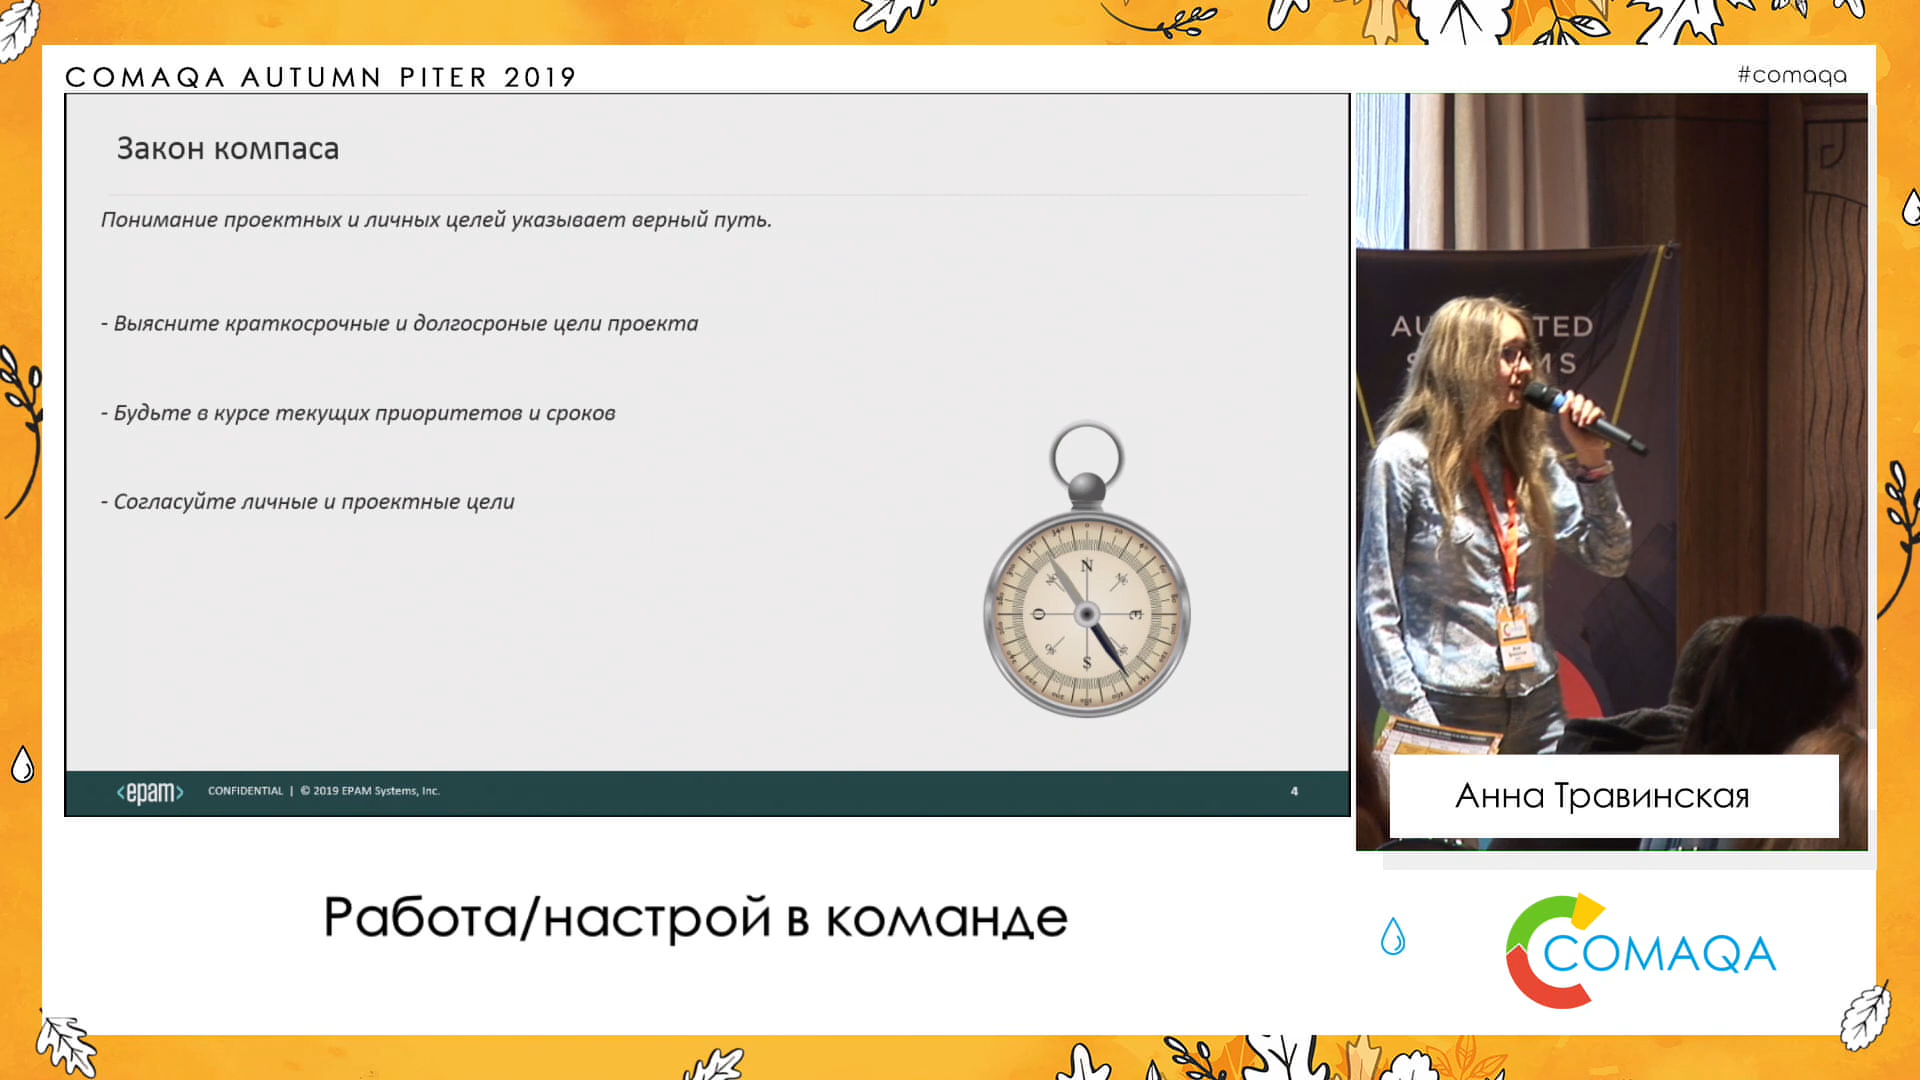 COMAQA AUTUMN PITER 2019
#comaqa
Закон компаса
Понимание проектных и личных целей указывает верный путь.
- Выясните краткосрочные и долгосроные цели проекта
- Будьте в курсе текущих приоритетов и сроков
- Согласуйте личные и проектные цели
N
S
O
E
<epam>
CONFIDENTIAL | © 2019 EPAM Systems, Inc.
4
Анна Травинская
Работа/настрой в команде
COMAQA